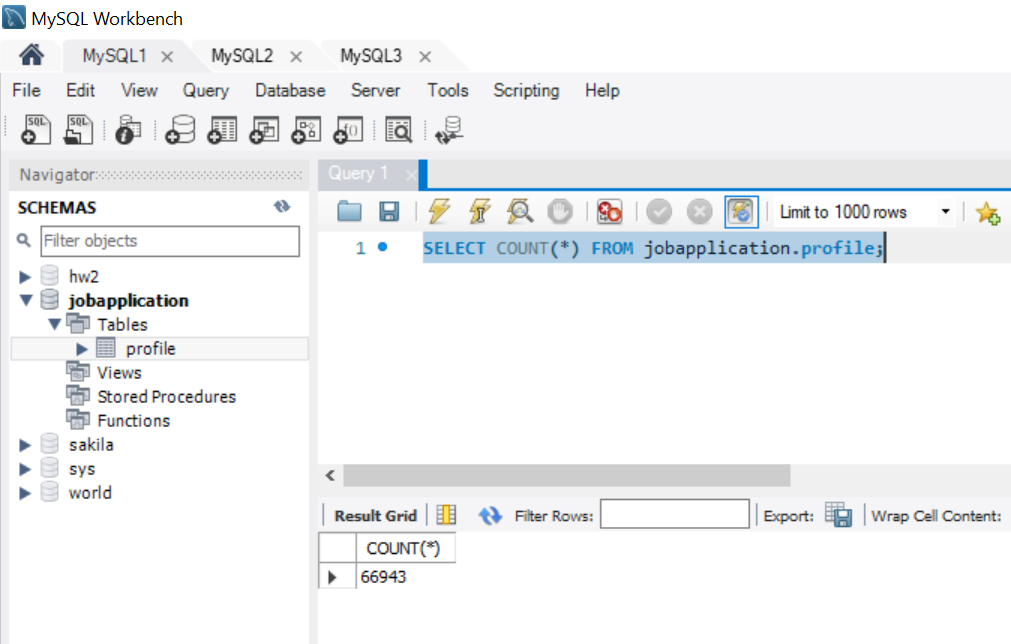 MySQL Workbench
MySQL1 MySQL2 MySQL3
File Edit View Query Database Server Tools Scripting Help
SQL SQL
Navigator
Query 1
SCHEMAS
Limit to 1000 rows
Filter objects
1 SELECT COUNT(*) FROM jobapplication.profile;
hw2
jobapplication
Tables
profile
Views
Stored Procedures
Functions
sakila
sys
world
Result Grid Filter Rows: Export: Wrap Cell Content:
COUNT(*)
66943